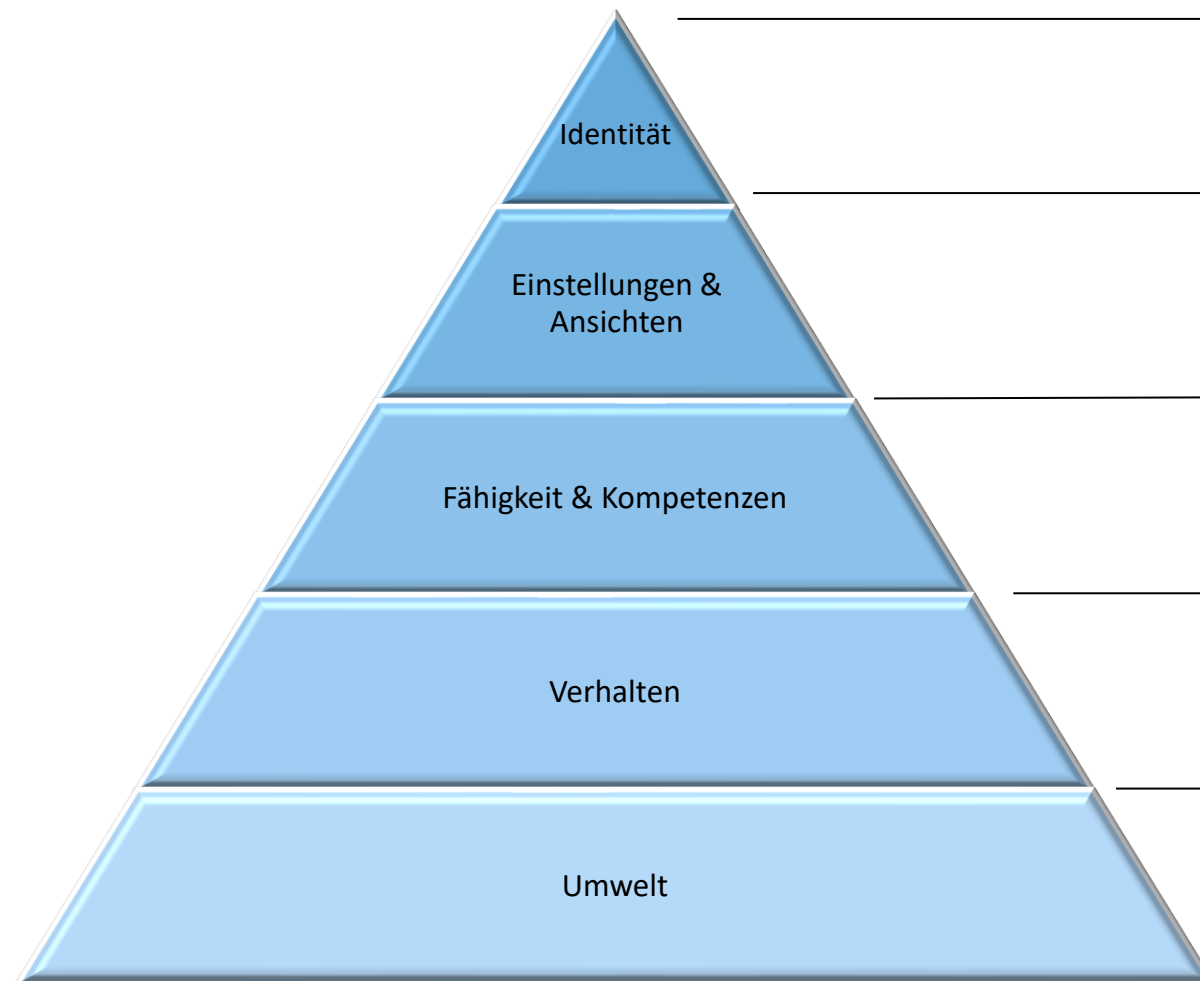 Identität
Einstellungen &
Ansichten
Fähigkeit & Kompetenzen
Verhalten
Umwelt